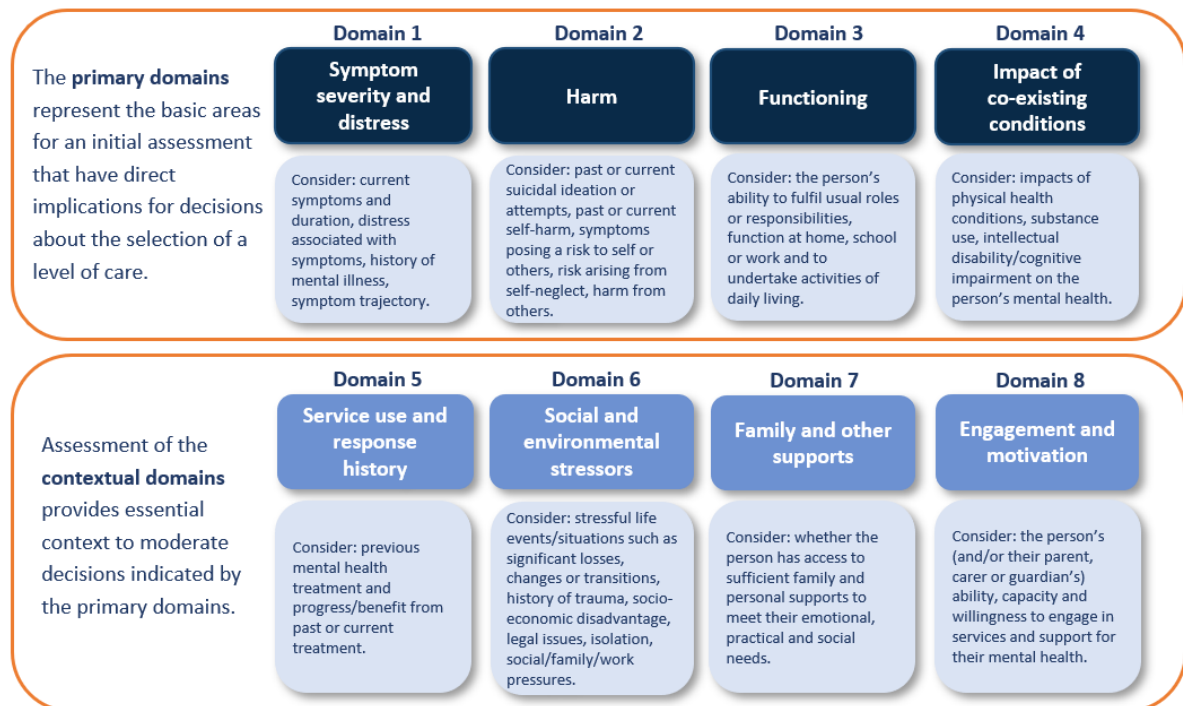 The primary domains
represent the basic areas
for an initial assessment
that have direct
implications for decisions
about the selection of a
level of care.
Domain 1
Symptom
severity and
distress
Consider: current
symptoms and
duration, distress
associated with
symptoms, history of
mental illness,
symptom trajectory.
Domain 2
Harm
Consider: past or current
suicidal ideation or
attempts, past or current
self-harm, symptoms
posing a risk to self or
others, risk arising from
self-neglect, harm from
others.
Domain 3
Functioning
Consider: the person's
ability to fulfil usual roles
or responsibilities,
function at home, school
or work and to
undertake activities of
daily living.
Domain 4
Impact of
co-existing
conditions
Consider: impacts of
physical health
conditions, substance
use, intellectual
disability/cognitive
impairment on the
person's mental health.
Assessment of the
contextual domains
provides essential
context to moderate
decisions indicated by
the primary domains.
Domain 5
Service use and
response
history
Consider: previous
mental health
treatment and
progress/benefit from
past or current
treatment.
Domain 6
Social and
environmental
stressors
Consider: stressful life
events/situations such as
significant losses,
changes or transitions,
history of trauma, socio-
economic disadvantage,
legal issues, isolation,
social/family/work
pressures.
Domain 7
Family and other
supports
Consider: whether the
person has access to
sufficient family and
personal supports to
meet their emotional,
practical and social
needs.
Domain 8
Engagement and
motivation
Consider: the person's
(and/or their parent,
carer or guardian's)
ability, capacity and
willingness to engage in
services and support for
their mental health.